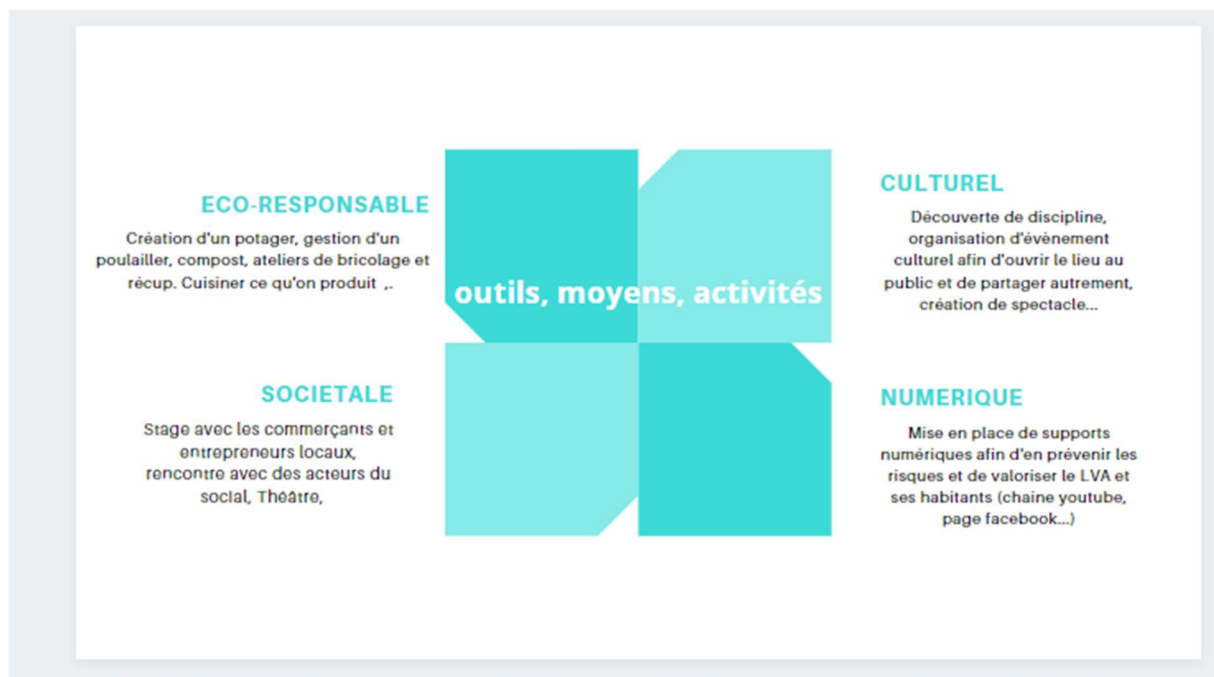 ECO-RESPONSABLE
Création d'un potager, gestion d'un
poulailler, compost, ateliers de bricolage et
récup. Cuisiner ce qu'on produit ,.
outils, moyens, activités
CULTUREL
Découverte de discipline,
organisation d'évènement
culturel afin d'ouvrir le lieu au
public et de partager autrement,
création de spectacle...
SOCIETALE
Stage avec les commerçants et
entrepreneurs locaux,
rencontre avec des acteurs du
social, Théâtre,
NUMERIQUE
Mise en place de supports
numériques afin d'en prévenir les
risques et de valoriser le LVA et
ses habitants (chaine youtube,
page facebook...)